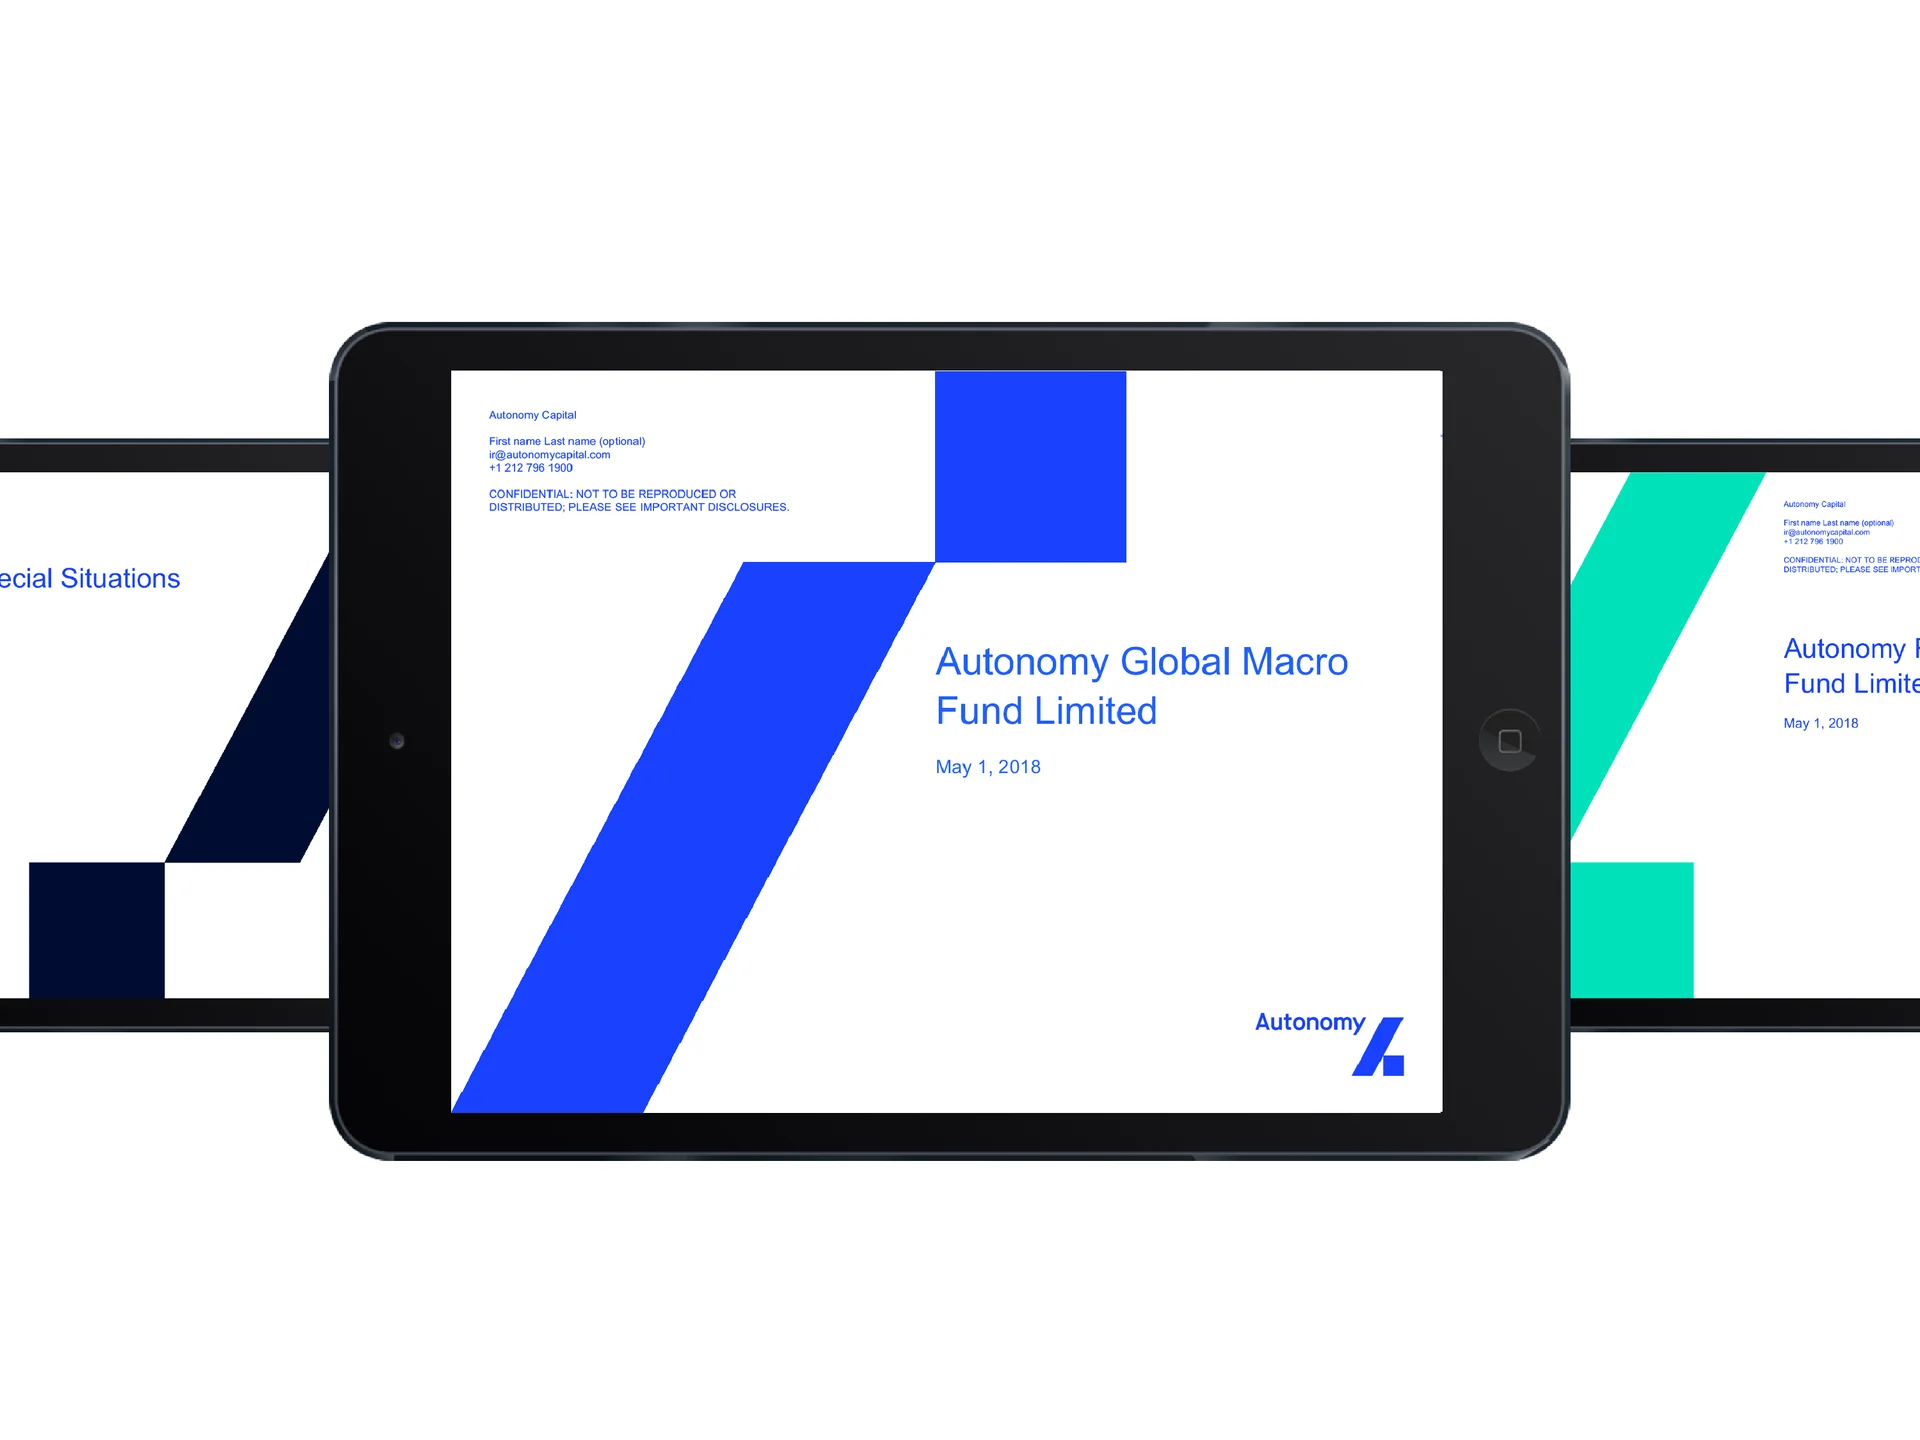 ecial Situations
Autonomy Capital
First name Last name (optional)
ir@autonomycapital.com
+1 212 796 1900
CONFIDENTIAL: NOT TO BE REPRODUCED OR
DISTRIBUTED; PLEASE SEE IMPORTANT DISCLOSURES.
Autonomy Global Macro
Fund Limited
May 1, 2018
Autonomy
Autonomy Capital
First name Last name (optional)
ir@autonomycapital.com
+1 212 796 1900
CONFIDENTIAL: NOT TO BE REPROD
DISTRIBUTED; PLEASE SEE IMPORT
Autonomy F
Fund Limite
May 1, 2018